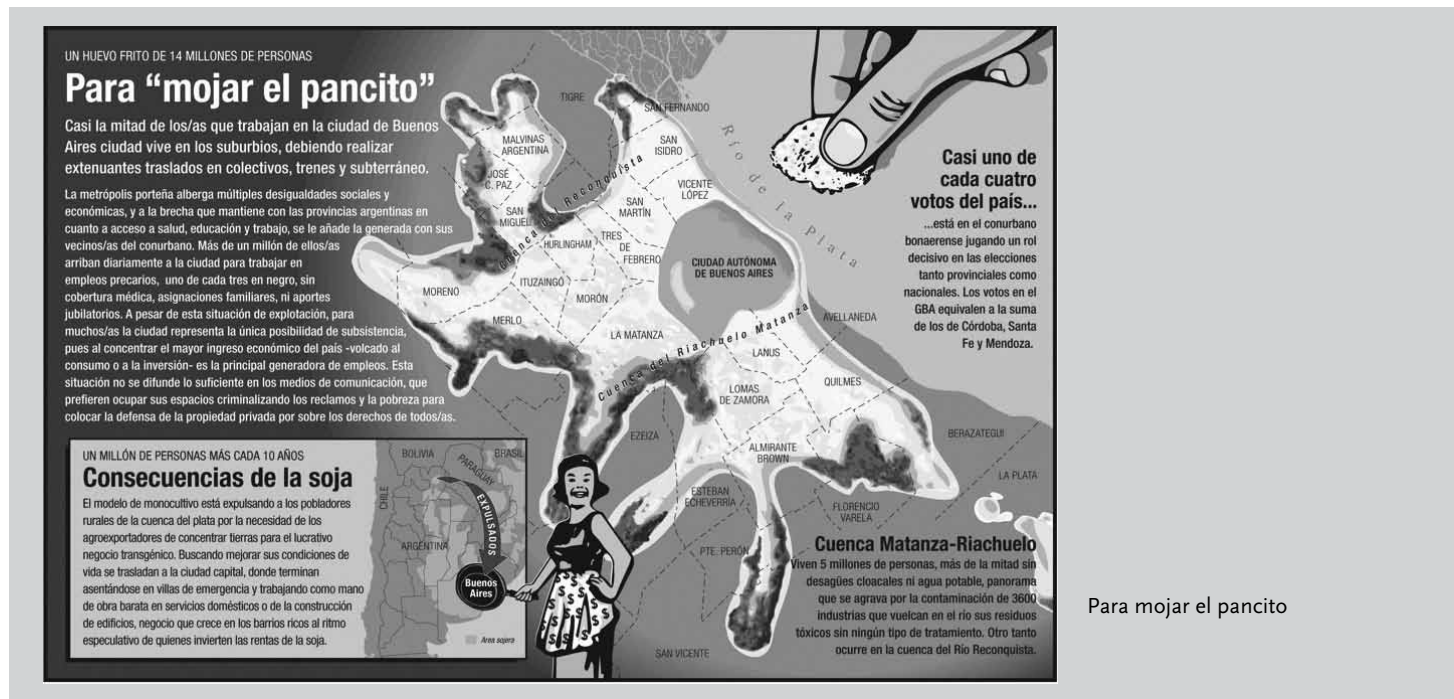 UN HUEVO FRITO DE 14 MILLONES DE PERSONAS
Para “mojar el pancito”
Casi la mitad de los/as que trabajan en la ciudad de Buenos
Aires ciudad vive en los suburbios, debiendo realizar
extenuantes traslados en colectivos, trenes y subterráneo.
La metrópolis porteña alberga múltiples desigualdades sociales y
económicas, y a la brecha que mantiene con las provincias argentinas en
cuanto a acceso a salud, educación y trabajo, se le añade la generada con sus
vecinos/as del conurbano. Más de un millón de ellos/as
arriban diariamente a la ciudad para trabajar en
empleos precarios, uno de cada tres en negro, sin
cobertura médica, asignaciones familiares, ni aportes
jubilatorios. A pesar de esta situación de explotación, para
muchos/as la ciudad representa la única posibilidad de subsistencia,
pues al concentrar el mayor ingreso económico del país -volcado al
consumo o a la inversión- es la principal generadora de empleos. Esta
situación no se difunde lo suficiente en los medios de comunicación, que
prefieren ocupar sus espacios criminalizando los reclamos y la pobreza para
colocar la defensa de la propiedad privada por sobre los derechos de todos/as.
UN MILLÓN DE PERSONAS MÁS CADA 10 AÑOS
Consecuencias de la soja
El modelo de monocultivo está expulsando a los pobladores
rurales de la cuenca del plata por la necesidad de los
agroexportadores de concentrar tierras para el lucrativo
negocio transgénico. Buscando mejorar sus condiciones de
vida se trasladan a la ciudad capital, donde terminan
asentándose en villas de emergencia y trabajando como mano
de obra barata en servicios domésticos o de la construcción
de edificios, negocio que crece en los barrios ricos al ritmo
especulativo de quienes invierten las rentas de la soja.
BOLIVIA
PARAGUAY
BRASIL
CHILE
ARGENTINA
EXPULSADOS
Buenos
Aires
Area sojera
TIGRE
SAN FERNANDO
MALVINAS
ARGENTINA
SAN
ISIDRO
JOSÉ
C. PAZ
VICENTE
LÓPEZ
SAN
MIGUEL
SAN
MARTÍN
Cuenca del Reconquista
HURLINGHAM
TRES
DE
FEBRERO
CIUDAD AUTÓNOMA
DE BUENOS AIRES
Río de la Plata
MORENO
ITUZAINGÓ
MORÓN
MERLO
LA MATANZA
Cuenca del Riachuelo Matanza
AVELLANEDA
LANUS
QUILMES
LOMAS
DE ZAMORA
BERAZATEGUI
EZEIZA
ALMIRANTE
BROWN
LA PLATA
ESTEBAN
ECHEVERRÍA
FLORENCIO
VARELA
PTE. PERÓN
SAN VICENTE
Casi uno de
cada cuatro
votos del país...
...está en el conurbano
bonaerense jugando un rol
decisivo en las elecciones
tanto provinciales como
nacionales. Los votos en el
GBA equivalen a la suma
de los de Córdoba, Santa
Fe y Mendoza.
Cuenca Matanza-Riachuelo
Viven 5 millones de personas, más de la mitad sin
desagües cloacales ni agua potable, panorama
que se agrava por la contaminación de 3600
industrias que vuelcan en el río sus residuos
tóxicos sin ningún tipo de tratamiento. Otro tanto
ocurre en la cuenca del Río Reconquista.
Para mojar el pancito